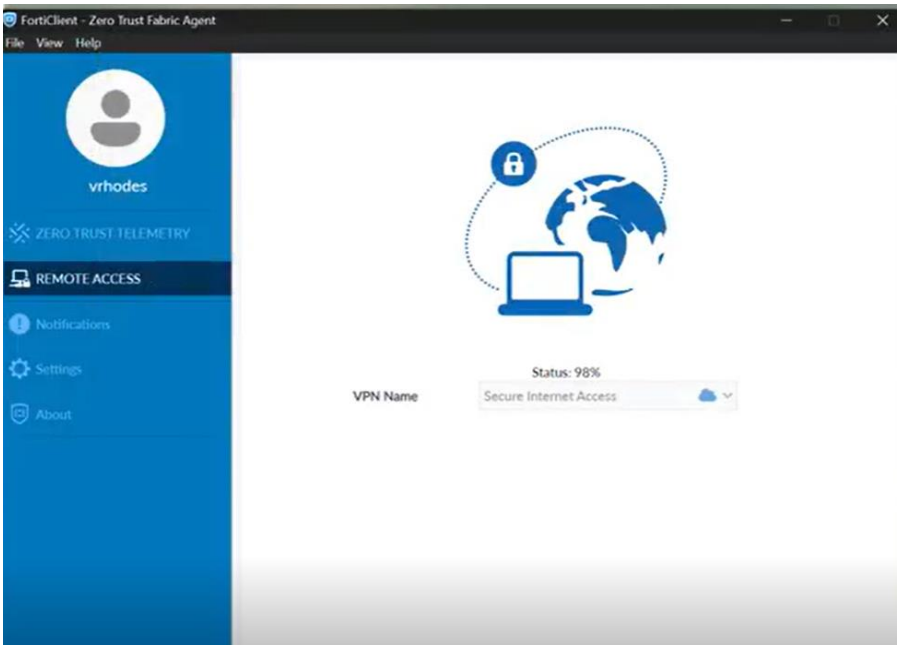 FortiClient - Zero Trust Fabric Agent
File View Help
vrhodes
ZERO TRUST TELEMETRY
REMOTE ACCESS
Notifications
Settings
About
Status: 98%
VPN Name Secure Internet Access